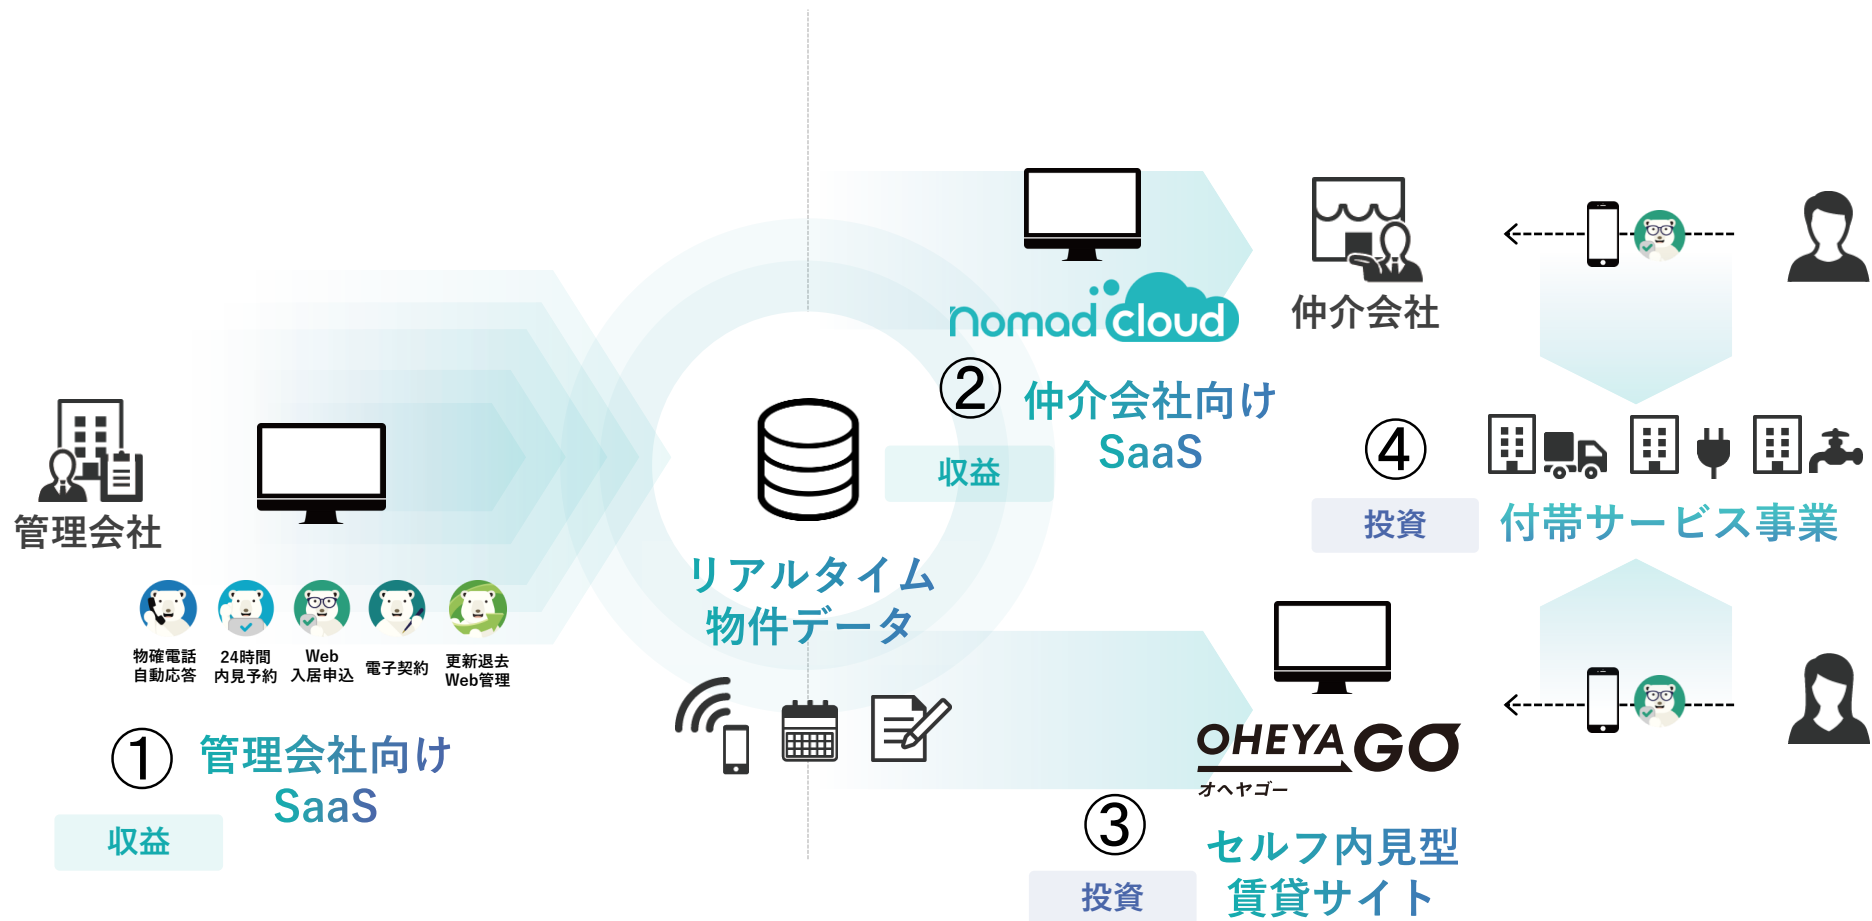 管理会社
物確電話
自動応答
24時間
内見予約
Web
入居申込
電子契約
更新退去
Web管理
①
管理会社向け
SaaS
収益
リアルタイム
物件データ
nomad cloud
②
仲介会社向け
SaaS
収益
仲介会社
④
投資
付帯サービス事業
OHEYAGO
オヘヤゴー
③
投資
セルフ内見型
賃貸サイト